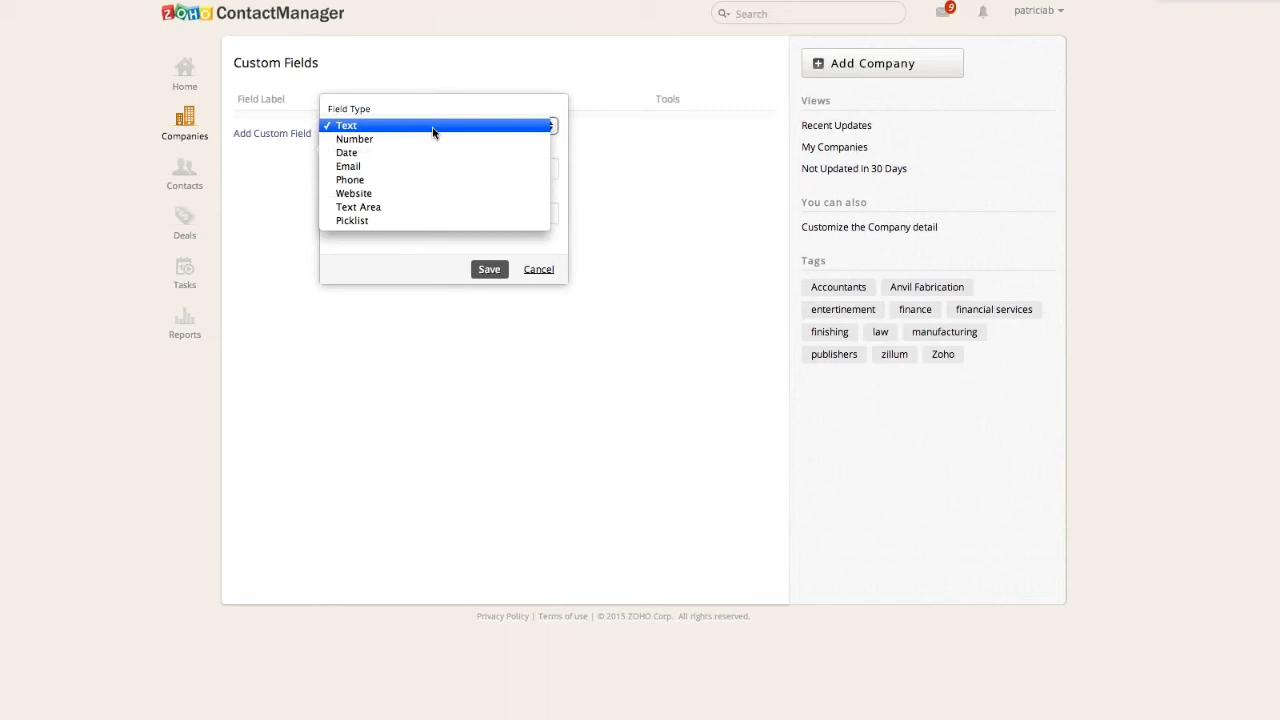 ZOHO ContactManager
Search
9
patriciab
Home
Companies
Contacts
Deals
Tasks
Reports
Custom Fields
Field Label
Tools
Add Custom Field
Field Type
✓ Text
Number
Date
Email
Phone
Website
Text Area
Picklist
Save
Cancel
Add Company
Views
Recent Updates
My Companies
Not Updated In 30 Days
You can also
Customize the Company detail
Tags
Accountants Anvil Fabrication
entertinement finance financial services
finishing law manufacturing
publishers zillum Zoho
Privacy Policy | Terms of use | © 2015 ZOHO Corp. All rights reserved.